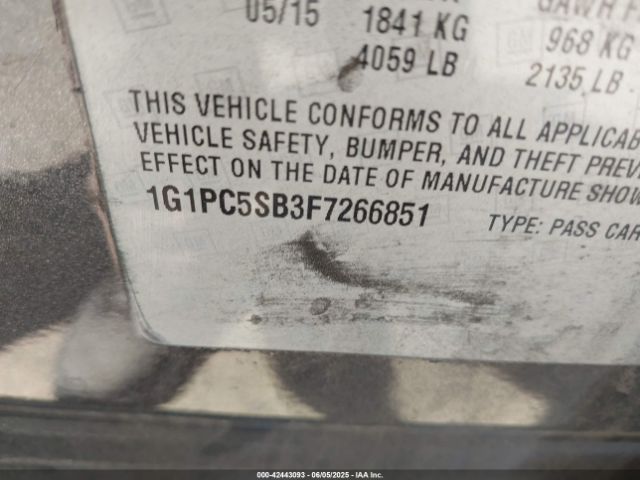 05/15 1841 KG 968 KG
4059 LB 2135 LB
THIS VEHICLE CONFORMS TO ALL APPLICAB
VEHICLE SAFETY, BUMPER, AND THEFT PREV
EFFECT ON THE DATE OF MANUFACTURE SHOW
1G1PC5SB3F7266851 TYPE: PASS CAR
000-42443093 - 06/05/2025 - IAA Inc.